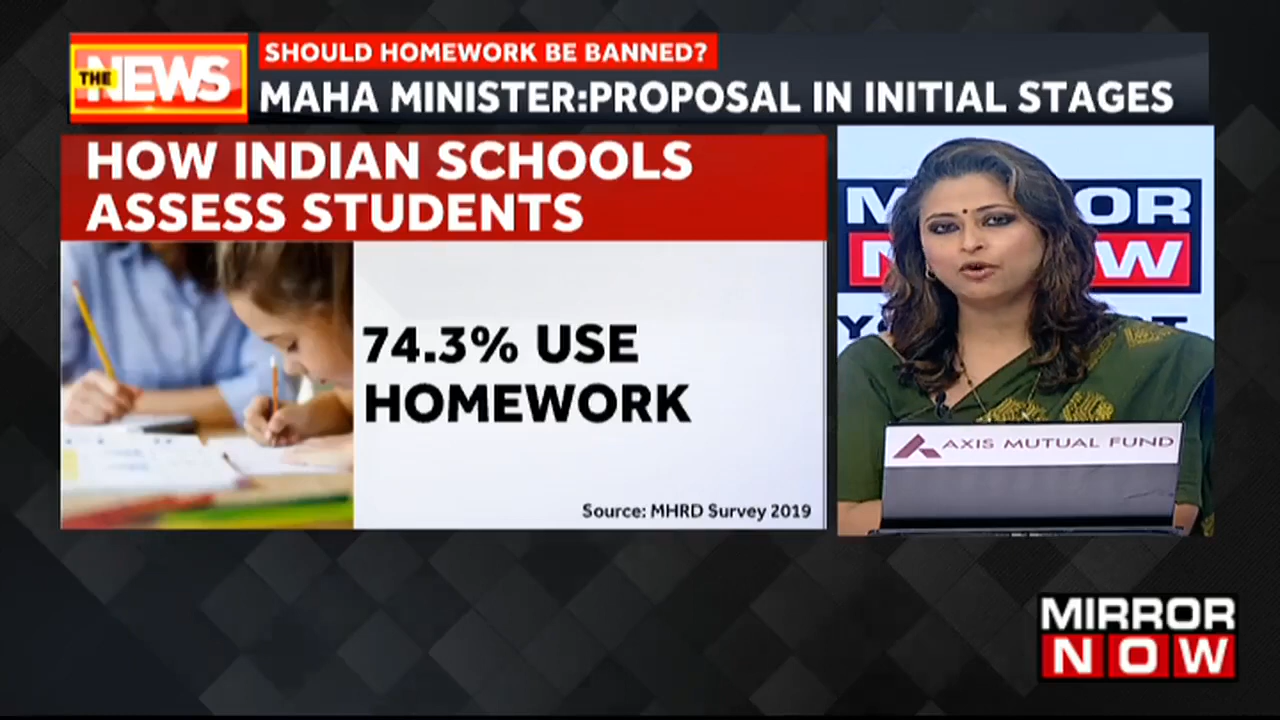 THE NEWS
SHOULD HOMEWORK BE BANNED?
MAHA MINISTER:PROPOSAL IN INITIAL STAGES
HOW INDIAN SCHOOLS
ASSESS STUDENTS
74.3% USE
HOMEWORK
Source: MHRD Survey 2019
AXIS MUTUAL FUND
MIRROR
NOW